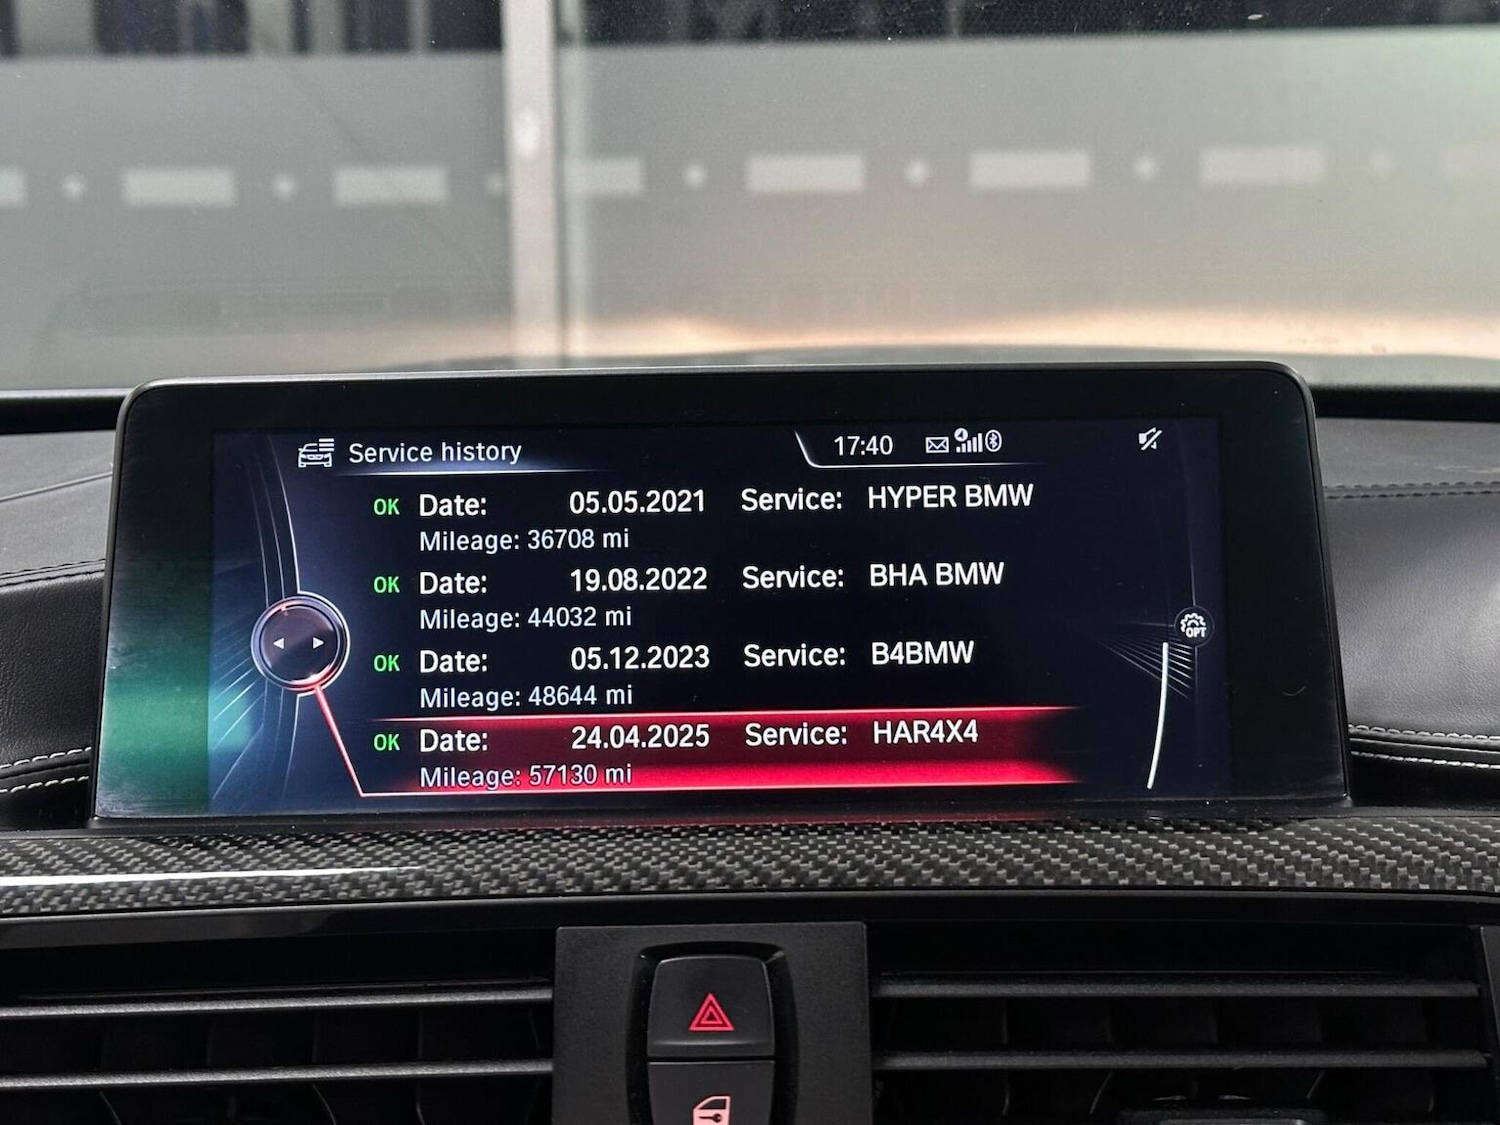 Service history 17:40
OK Date: 05.05.2021 Service: HYPER BMW
Mileage: 36708 mi
OK Date: 19.08.2022 Service: BHA BMW
Mileage: 44032 mi
OK Date: 05.12.2023 Service: B4BMW
Mileage: 48644 mi
OK Date: 24.04.2025 Service: HAR4X4
Mileage: 57130 mi
OPT